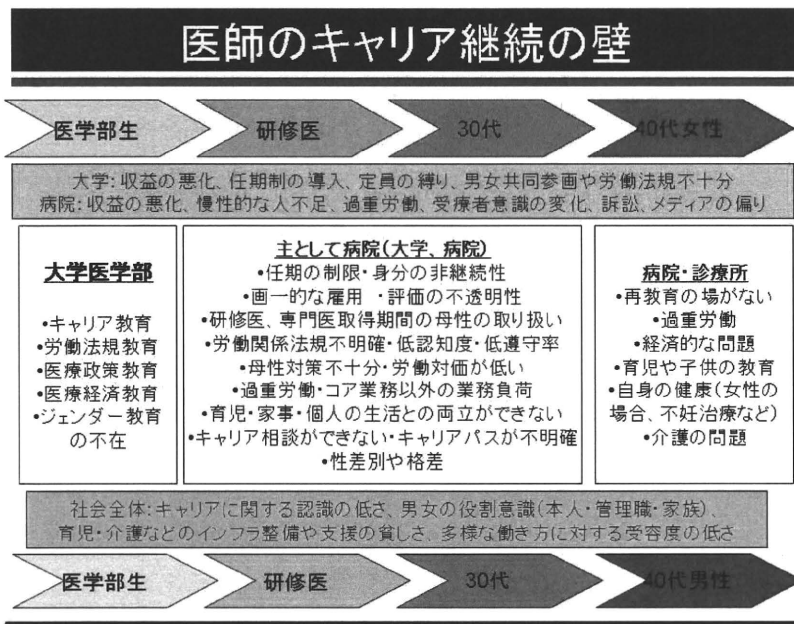 医師のキャリア継続の壁
医学部生
研修医
30代
40代女性
大学：収益の悪化、任期制の導入、定員の縛り、男女共同参画や労働法規不十分
病院：収益の悪化、慢性的な人不足、過重労働、受療者意識の変化、訴訟、メディアの偏り
大学医学部
•キャリア教育
•労働法規教育
•医療政策教育
•医療経済教育
•ジェンダー教育
の不在
主として病院（大学、病院）
•任期の制限・身分の非継続性
•画一的な雇用 ・評価の不透明性
•研修医、専門医取得期間の母性の取り扱い
•労働関係法規不明確・低認知度・低遵守率
•母性対策不十分・労働対価が低い
•過重労働・コア業務以外の業務負荷
•育児・家事・個人の生活との両立ができない
•キャリア相談ができない・キャリアパスが不明確
•性差別や格差
病院・診療所
•再教育の場がない
•過重労働
•経済的な問題
•育児や子供の教育
•自身の健康（女性の
場合、不妊治療など）
•介護の問題
社会全体：キャリアに関する認識の低さ、男女の役割意識（本人・管理職・家族）、
育児・介護などのインフラ整備や支援の貧しさ、多様な働き方に対する受容度の低さ
医学部生
研修医
30代
40代男性